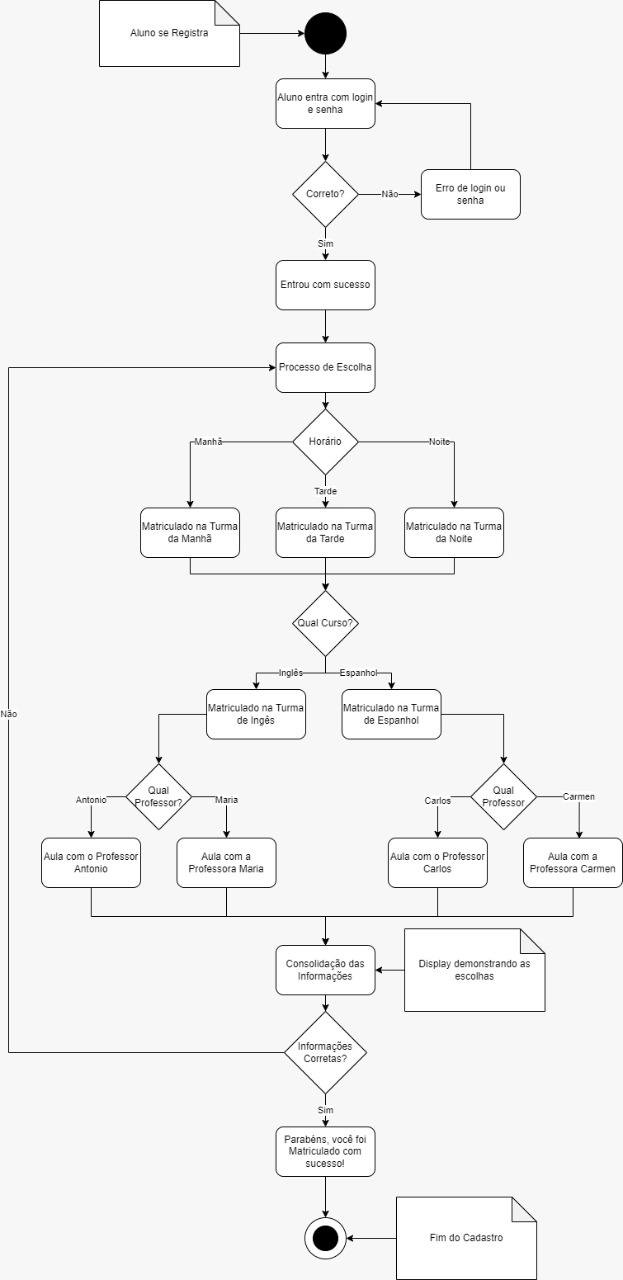 Aluno se Registra
Aluno entra com login
e senha
Correto?
Não
Erro de login ou
senha
Sim
Entrou com sucesso
Processo de Escolha
Manhã
Horário
Noite
Tarde
Matriculado na Turma
da Manhã
Matriculado na Turma
da Tarde
Matriculado na Turma
da Noite
Qual Curso?
Inglês
Espanhol
Matriculado na Turma
de Ingês
Matriculado na Turma
de Espanhol
Não
Qual
Professor?
Qual
Professor
Antonio
Maria
Carlos
Carmen
Aula com o Professor
Antonio
Aula com a
Professora Maria
Aula com o Professor
Carlos
Aula com a
Professora Carmen
Consolidação das
Informações
Display demonstrando as
escolhas
Informações
Corretas?
Sim
Parabéns, você foi
Matriculado com
sucesso!
Fim do Cadastro